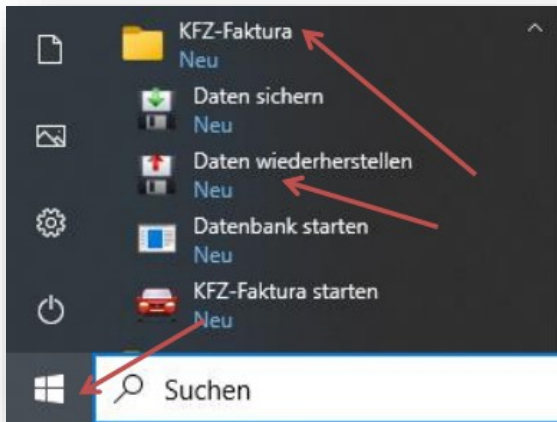 KFZ-Faktura
Neu
Daten sichern
Neu
Daten wiederherstellen
Neu
Datenbank starten
Neu
KFZ-Faktura starten
Neu
Suchen